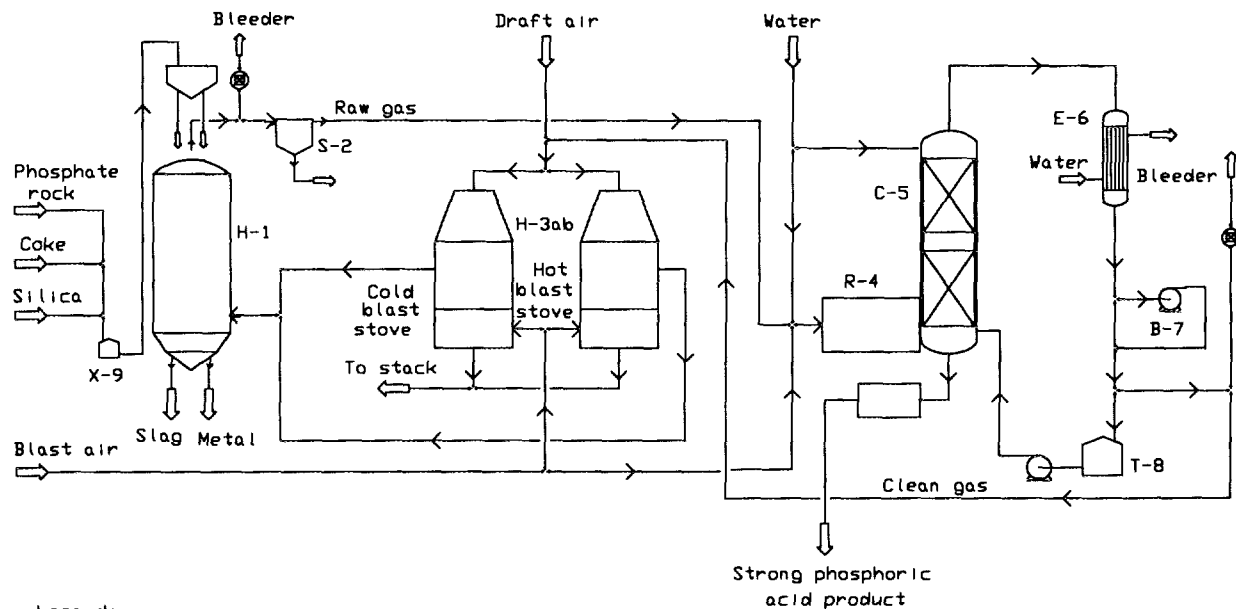 Bleeder
Draft air
Water
Raw gas
S-2
E-6
Phosphate
rock
Water
Bleeder
C-5
H-3ab
H-1
Coke
Hot
blast
stove
R-4
Silica
Cold
blast
stove
B-7
To stack
X-9
Slag
Metal
Blast air
T-8
Clean gas
Strong phosphoric
acid product